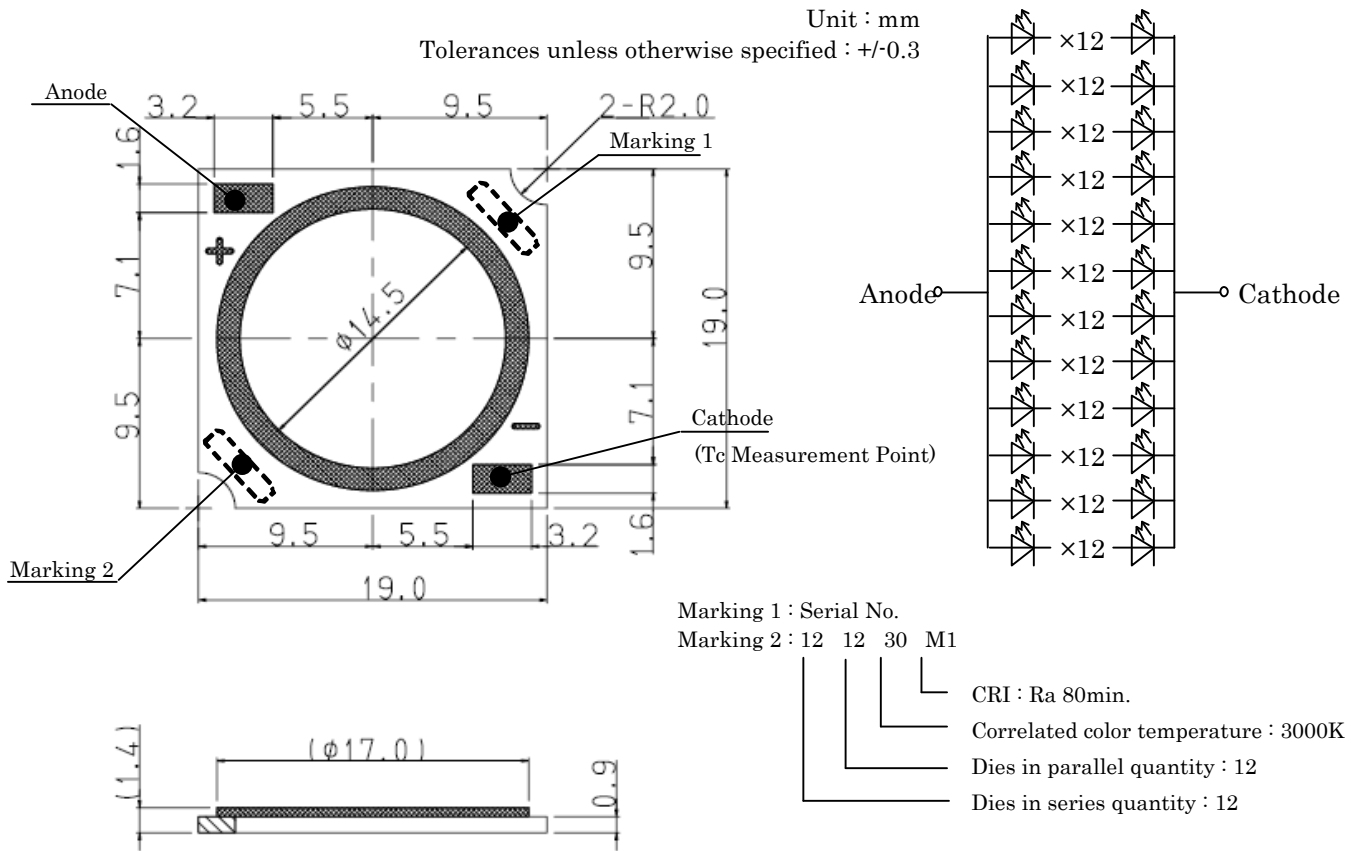 Unit : mm
Tolerances unless otherwise specified : +/-0.3
Anode
3.2
5.5
9.5
2-R2.0
Marking 1
1.6
7.1
9.5
ϕ14.5
9.5
19.0
7.1
1.6
Cathode
(Tc Measurement Point)
9.5
5.5
3.2
19.0
Marking 2
×12
×12
×12
×12
×12
×12
×12
×12
×12
×12
×12
×12
Anode
Cathode
Marking 1 : Serial No.
Marking 2 : 12 12 30 M1
CRI : Ra 80min.
Correlated color temperature : 3000K
Dies in parallel quantity : 12
Dies in series quantity : 12
(1.4)
(ϕ17.0)
0.9